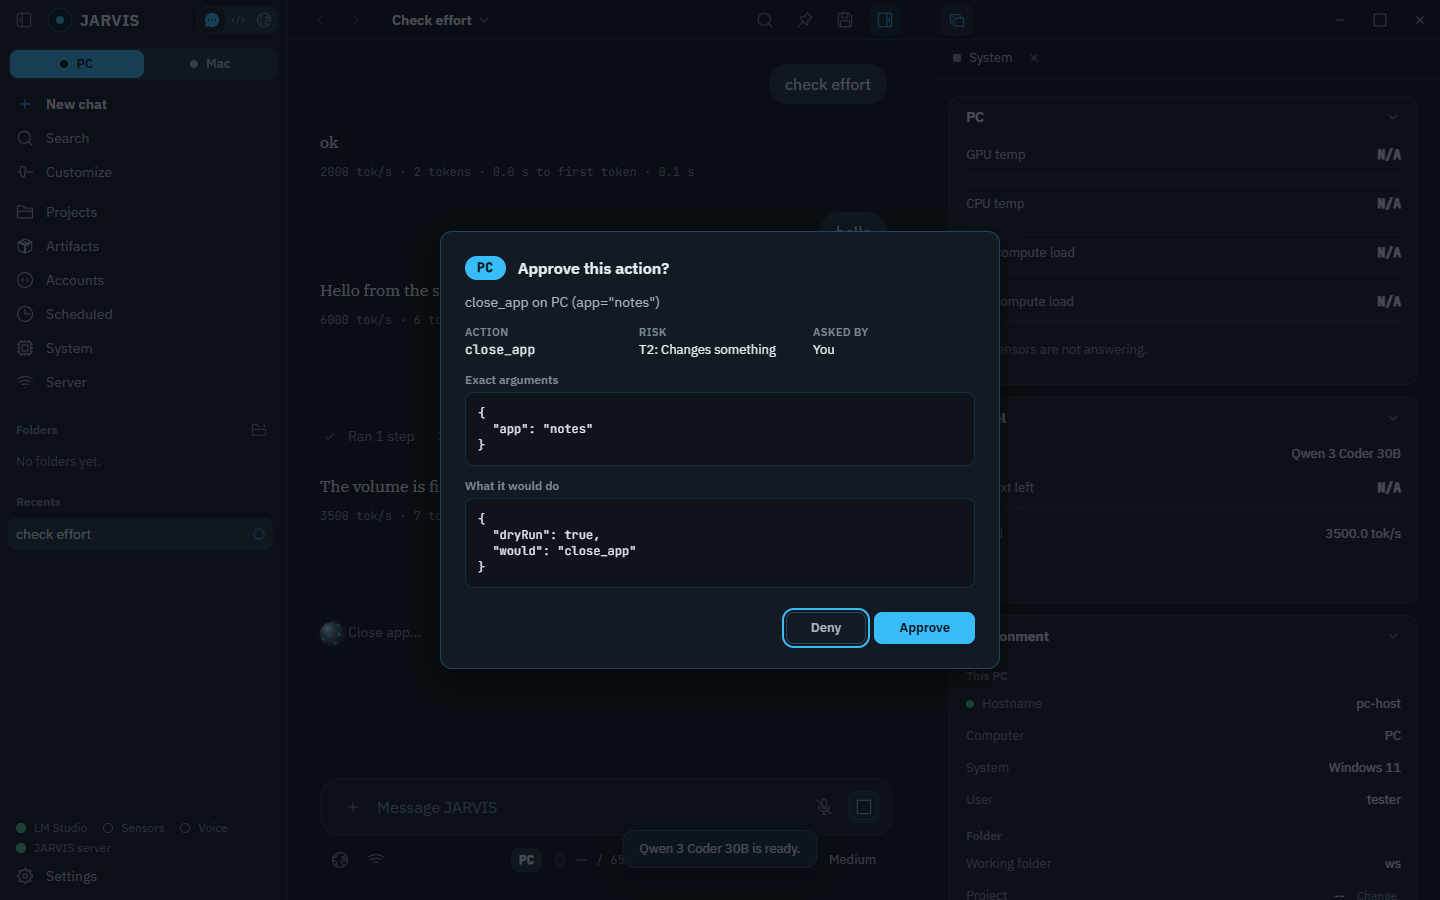 JARVIS
Check effort
PC
Mac
System
New chat
Search
Customize
Projects
Artifacts
Accounts
Scheduled
System
Server
Folders
No folders yet.
Recents
check effort
LM Studio
Sensors
Voice
JARVIS server
Settings
check effort
ok
2000 tok/s · 2 tokens · 0.0 s to first token · 0.1 s
hello
Hello from the s
6000 tok/s · 6 to
Ran 1 step
The volume is fi
3500 tok/s · 7 to
Close app...
PC
Approve this action?
close_app on PC (app="notes")
ACTION
RISK
ASKED BY
close_app
T2: Changes something
You
Exact arguments
{
"app": "notes"
}
What it would do
{
"dryRun": true,
"would": "close_app"
}
Deny
Approve
Message JARVIS
PC
-- / 65
Qwen 3 Coder 30B is ready.
Medium
PC
GPU temp
N/A
CPU temp
N/A
ompute load
N/A
ompute load
N/A
ensors are not answering.
Qwen 3 Coder 30B
xt left
N/A
3500.0 tok/s
onment
This PC
Hostname
pc-host
Computer
PC
System
Windows 11
User
tester
Folder
Working folder
ws
Project
-- Change